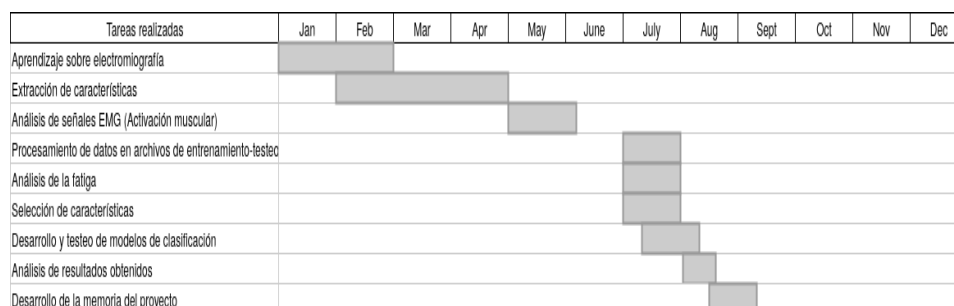 Tareas realizadas Jan Feb Mar Apr May June July Aug Sept Oct Nov Dec
Aprendizaje sobre electromiografía
Extracción de características
Análisis de señales EMG (Activación muscular)
Procesamiento de datos en archivos de entrenamiento-testeo
Análisis de la fatiga
Selección de características
Desarrollo y testeo de modelos de clasificación
Análisis de resultados obtenidos
Desarrollo de la memoria del proyecto